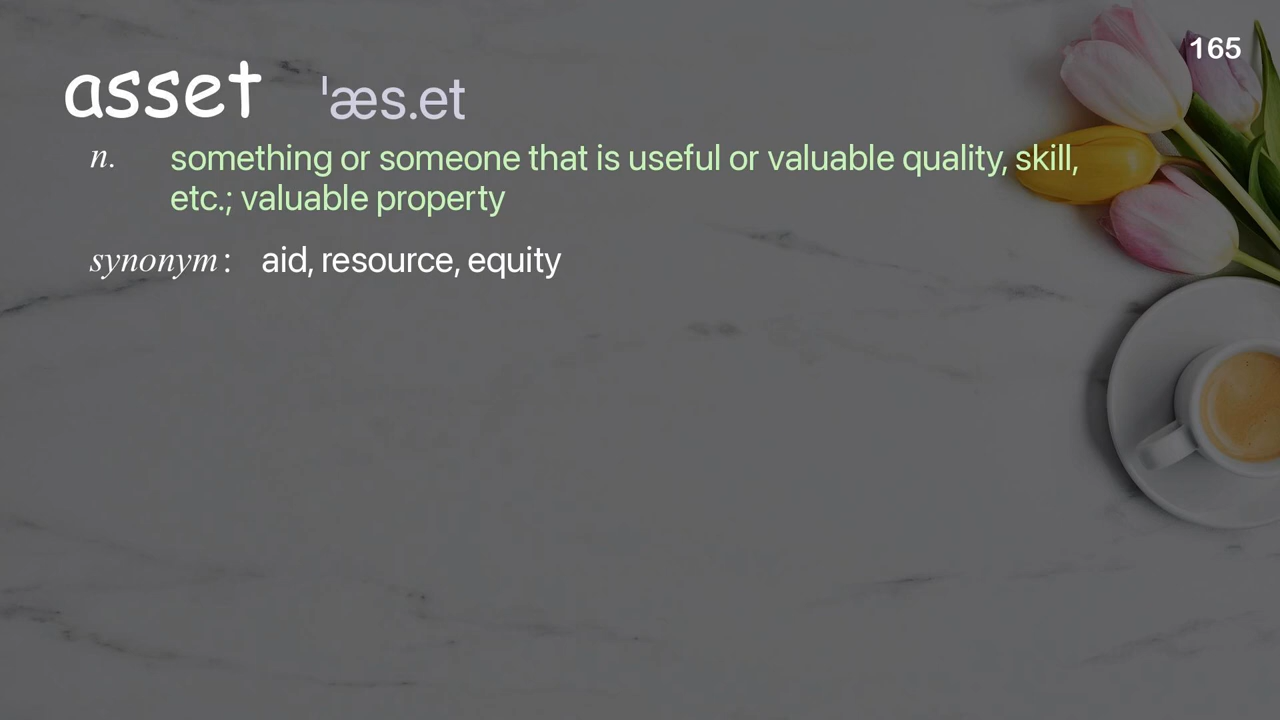 165
asset ˈæs.et
n. something or someone that is useful or valuable quality, skill,
etc.; valuable property
synonym: aid, resource, equity